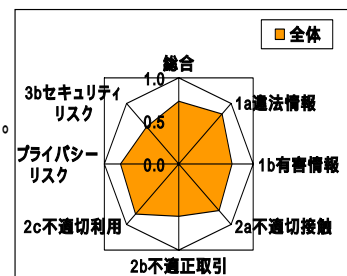 全体
総合
1.0
0.5
0.0
1a違法情報
1b有害情報
2a不適切接触
2b不適正取引
2c不適切利用
プライバシー
リスク
3bセキュリティ
リスク
。